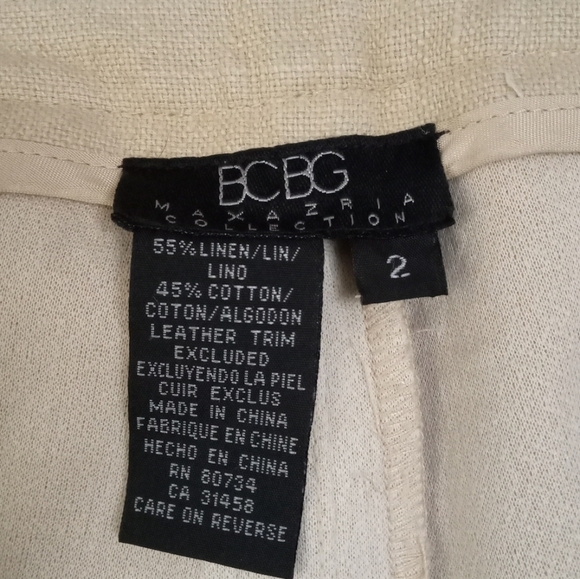 BCBG
MAXAZRIA
COLLECTION
2
55% LINEN/LIN/
LINO
45% COTTON/
COTON/ALGODON
LEATHER TRIM
EXCLUDED
EXCLUYENDO LA PIEL
CUIR EXCLUS
MADE IN CHINA
FABRIQUE EN CHINE
HECHO EN CHINA
RN 80734
CA 31458
CARE ON REVERSE